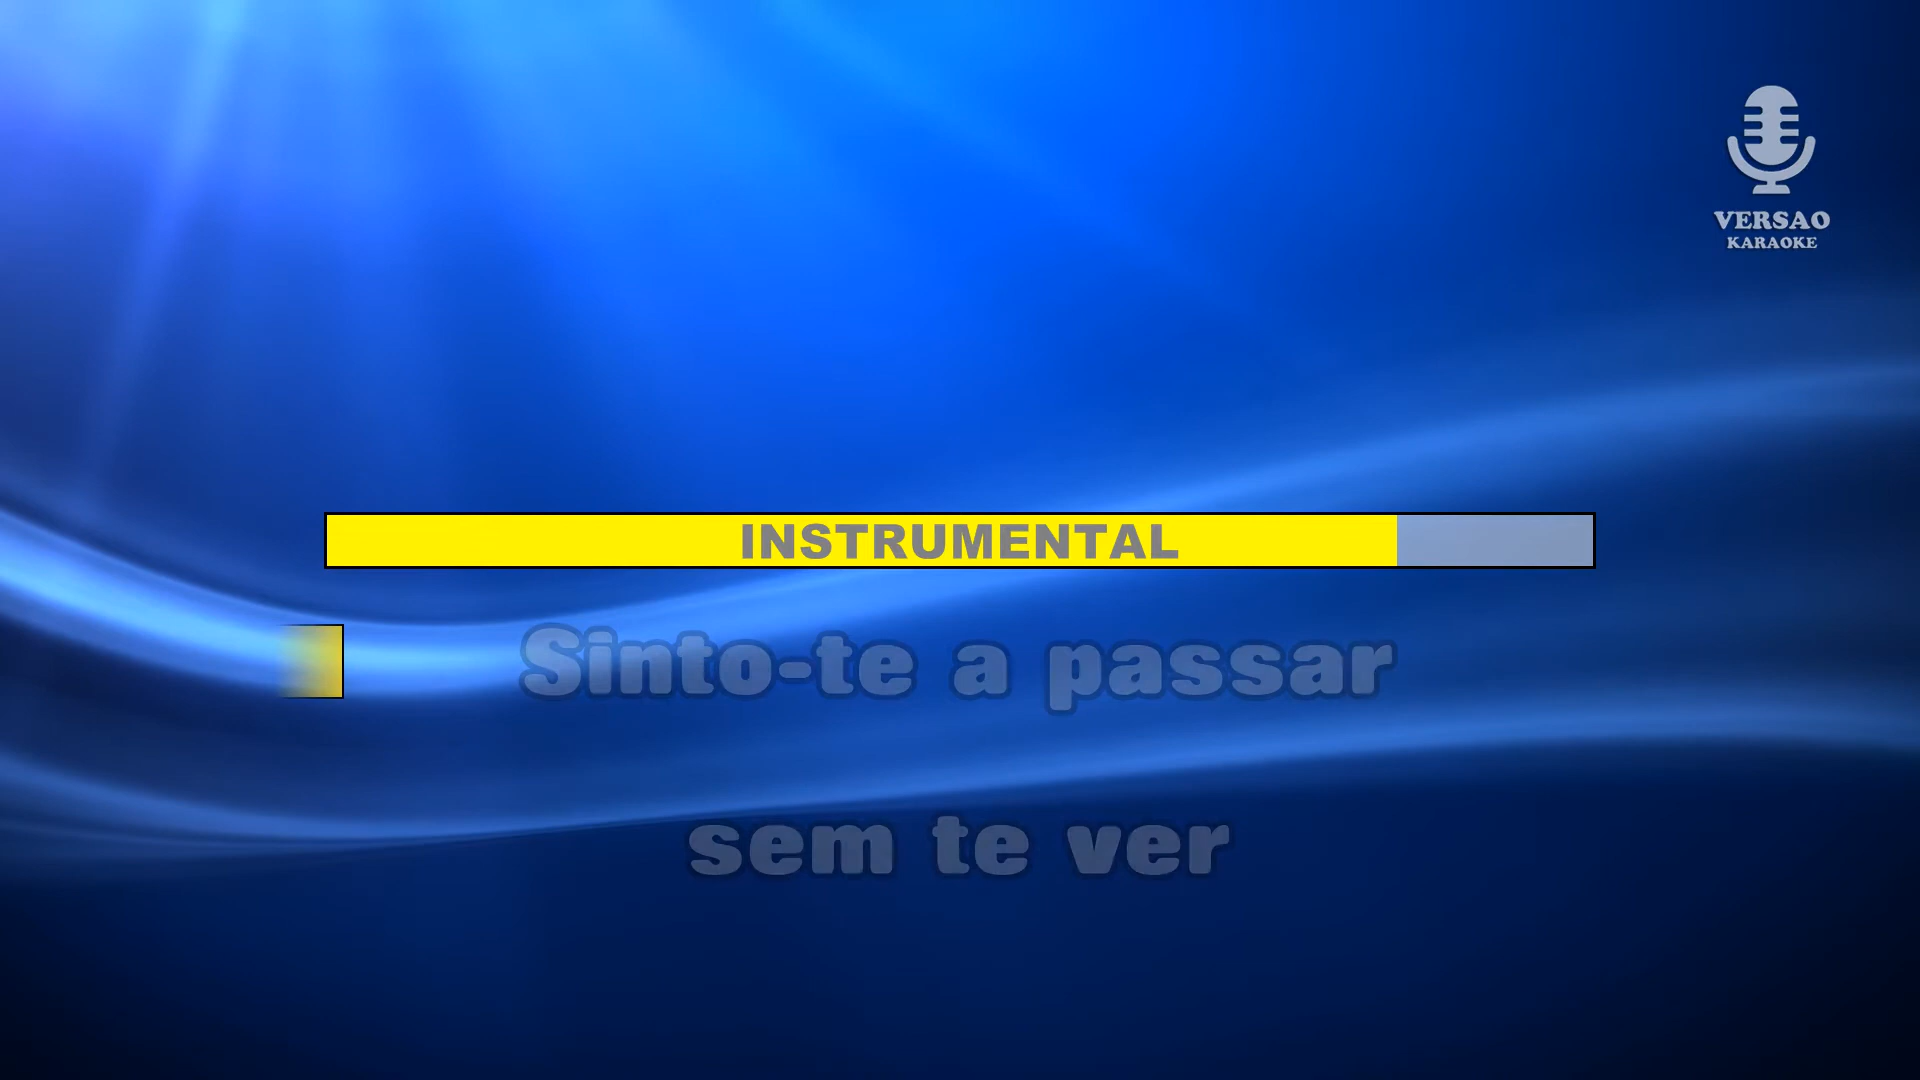 VERSAO
KARAOKE
INSTRUMENTAL
Sinto-te a passar
sem te ver